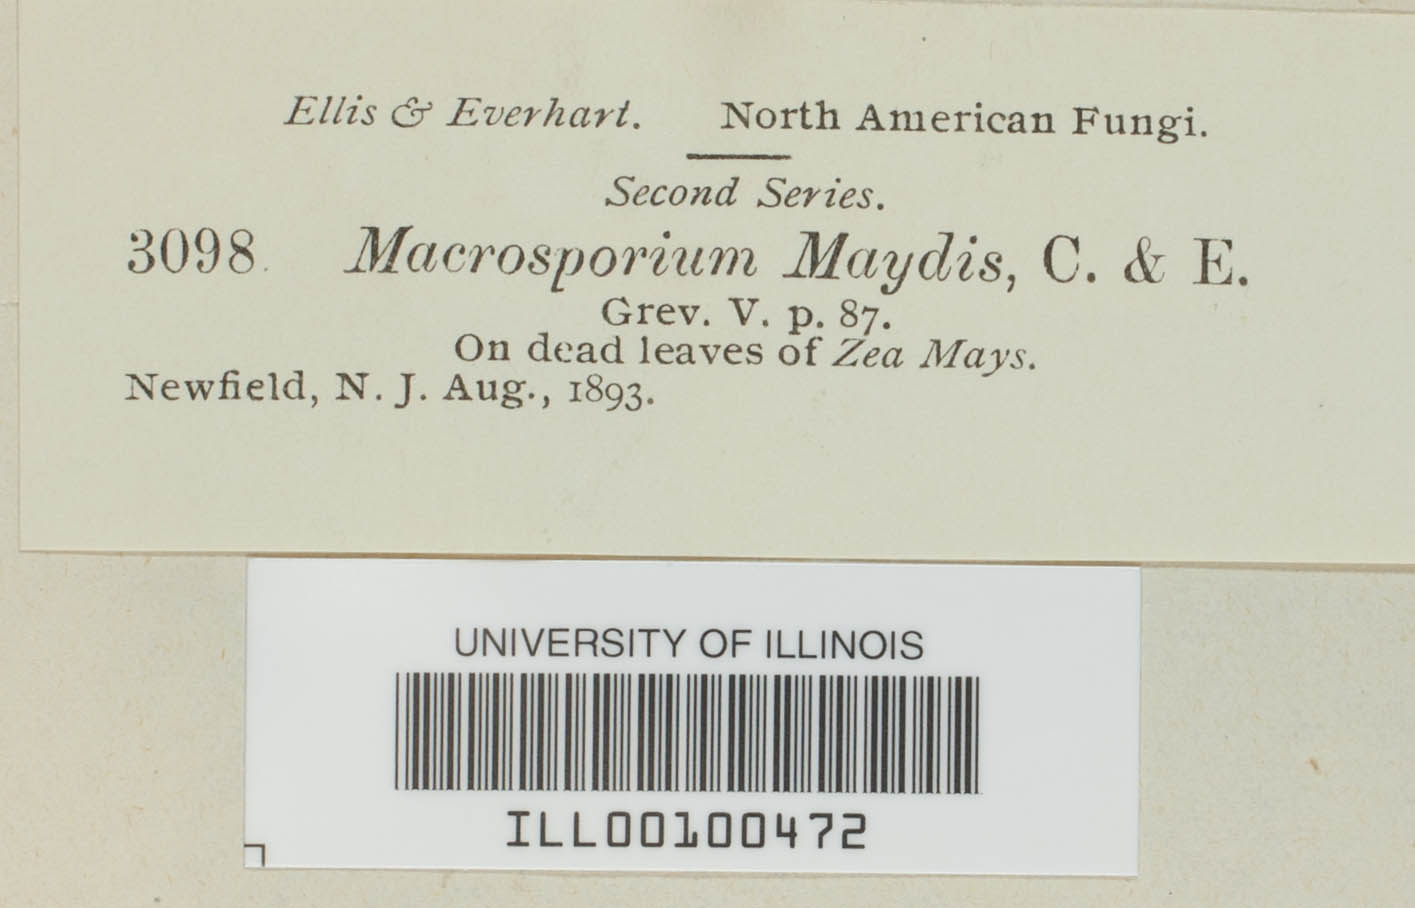 Ellis & Everhart. North American Fungi.
Second Series.
3098. Macrosporium Maydis, C. & E.
Grev. V. p. 87.
On dead leaves of Zea Mays.
Newfield, N. J. Aug., 1893.
UNIVERSITY OF ILLINOIS
ILL00100472